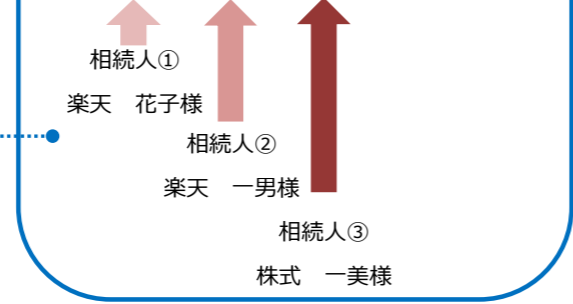 相続人①
楽天　花子様
相続人②
楽天　一男様
相続人③
株式　一美様